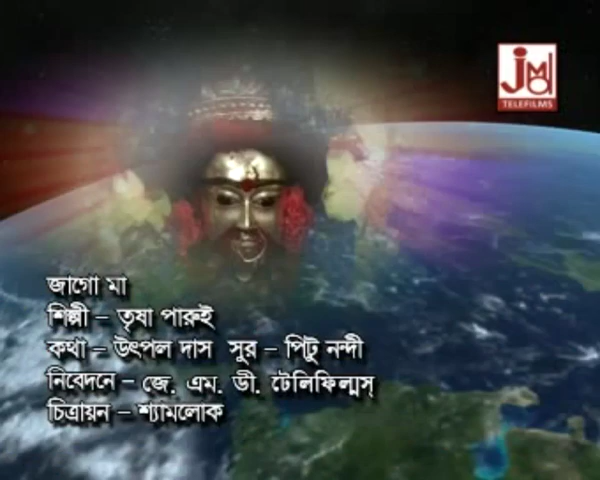 JMD
TELEFILMS
জাগো মা
শিল্পী – তৃষা পারুই
কথা – উৎপল দাস সুর – পিটু নন্দী
নিবেদনে – জে. এম. ডী. টেলিফিল্মস্
চিত্রায়ন – শ্যামলোক